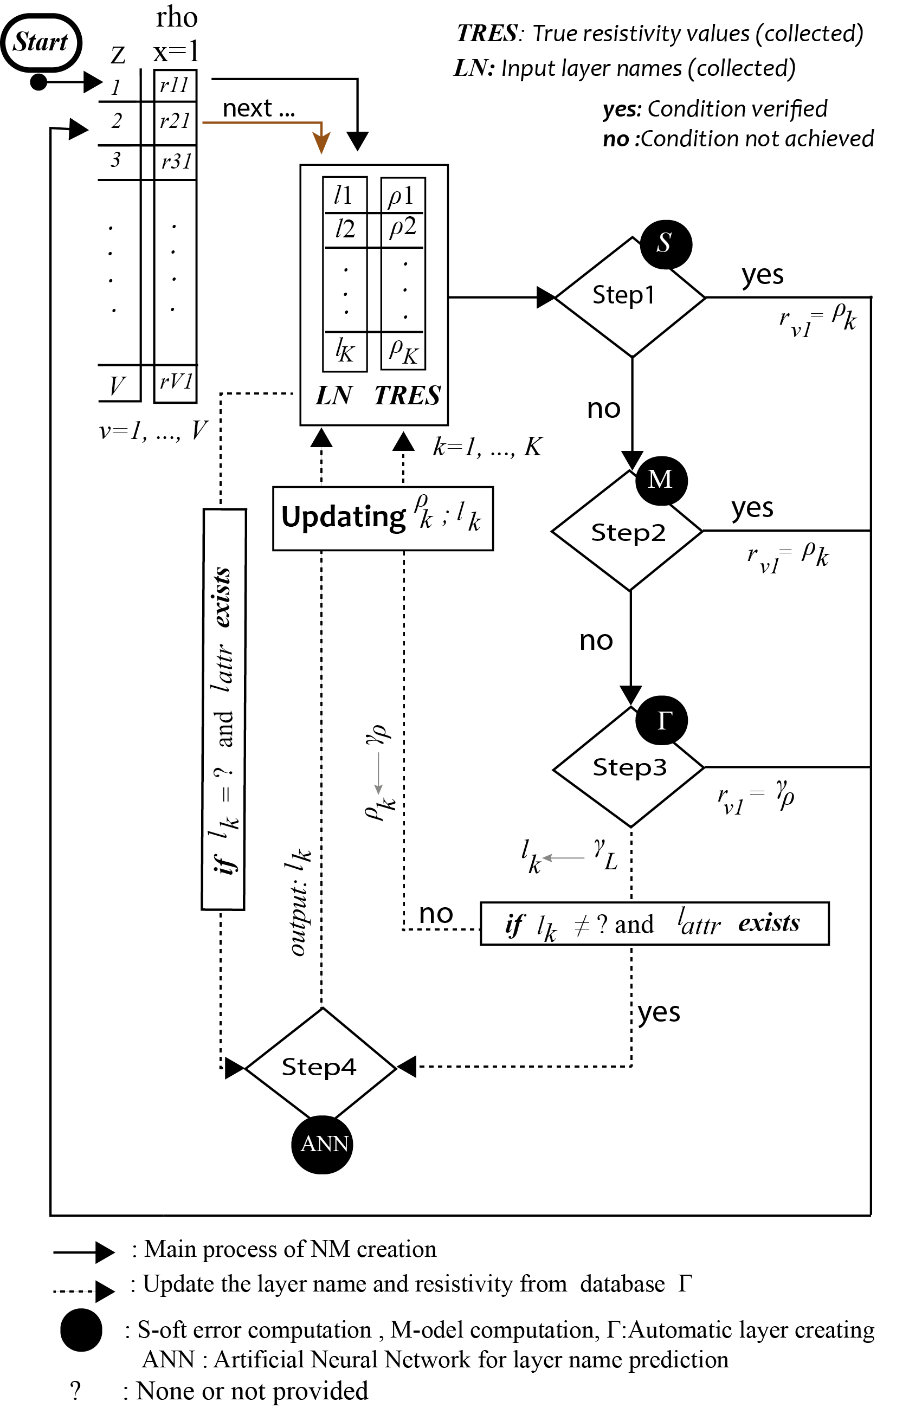 Start
rho
Z x=1
1 r11
2 r21
3 r31
V rV1
v=1, ..., V
next ...
TRES: True resistivity values (collected)
LN: Input layer names (collected)
yes: Condition verified
no :Condition not achieved
l1 ρ1
l2 ρ2
lK ρK
LN TRES
k=1, ..., K
S
Step1
yes
r v1 = ρk
no
M
Step2
yes
r v1 = ρk
no
Γ
Step3
r v1 = γρ
Updating ρk ; lk
if lk = ? and lattr exists
output: lk
ρk ← γρ
lk ← γL
no
if lk ≠ ? and lattr exists
yes
Step4
ANN
: Main process of NM creation
: Update the layer name and resistivity from database Γ
: S-oft error computation , M-odel computation, Γ:Automatic layer creating
ANN : Artificial Neural Network for layer name prediction
? : None or not provided